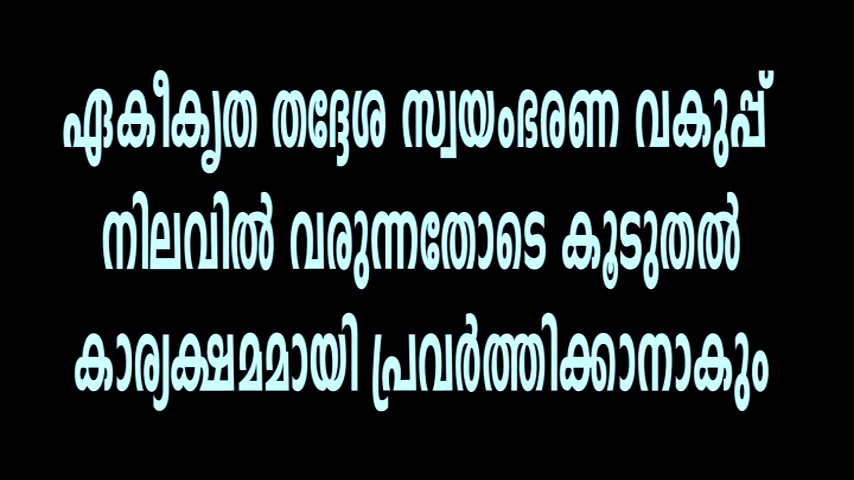 ഏകീകൃത തദ്ദേശ സ്വയംഭരണ വകുപ്പ്
നിലവിൽ വരുന്നതോടെ കൂടുതൽ
കാര്യക്ഷമമായി പ്രവർത്തിക്കാനാകും